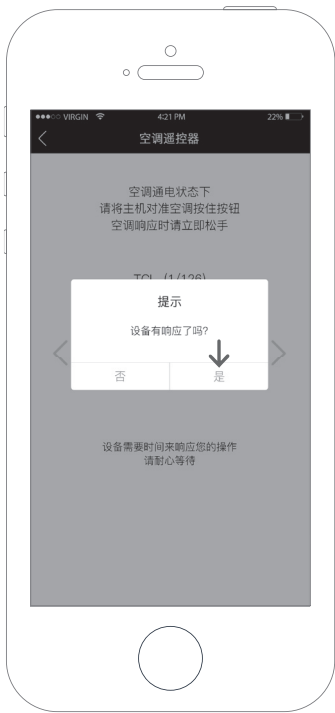 VIRGIN 4:21 PM 22%
空调遥控器
空调通电状态下
请将主机对准空调按住按钮
空调响应时请立即松手
TCL (1/126)
提示
设备有响应了吗?
否 是
设备需要时间来响应您的操作
请耐心等待